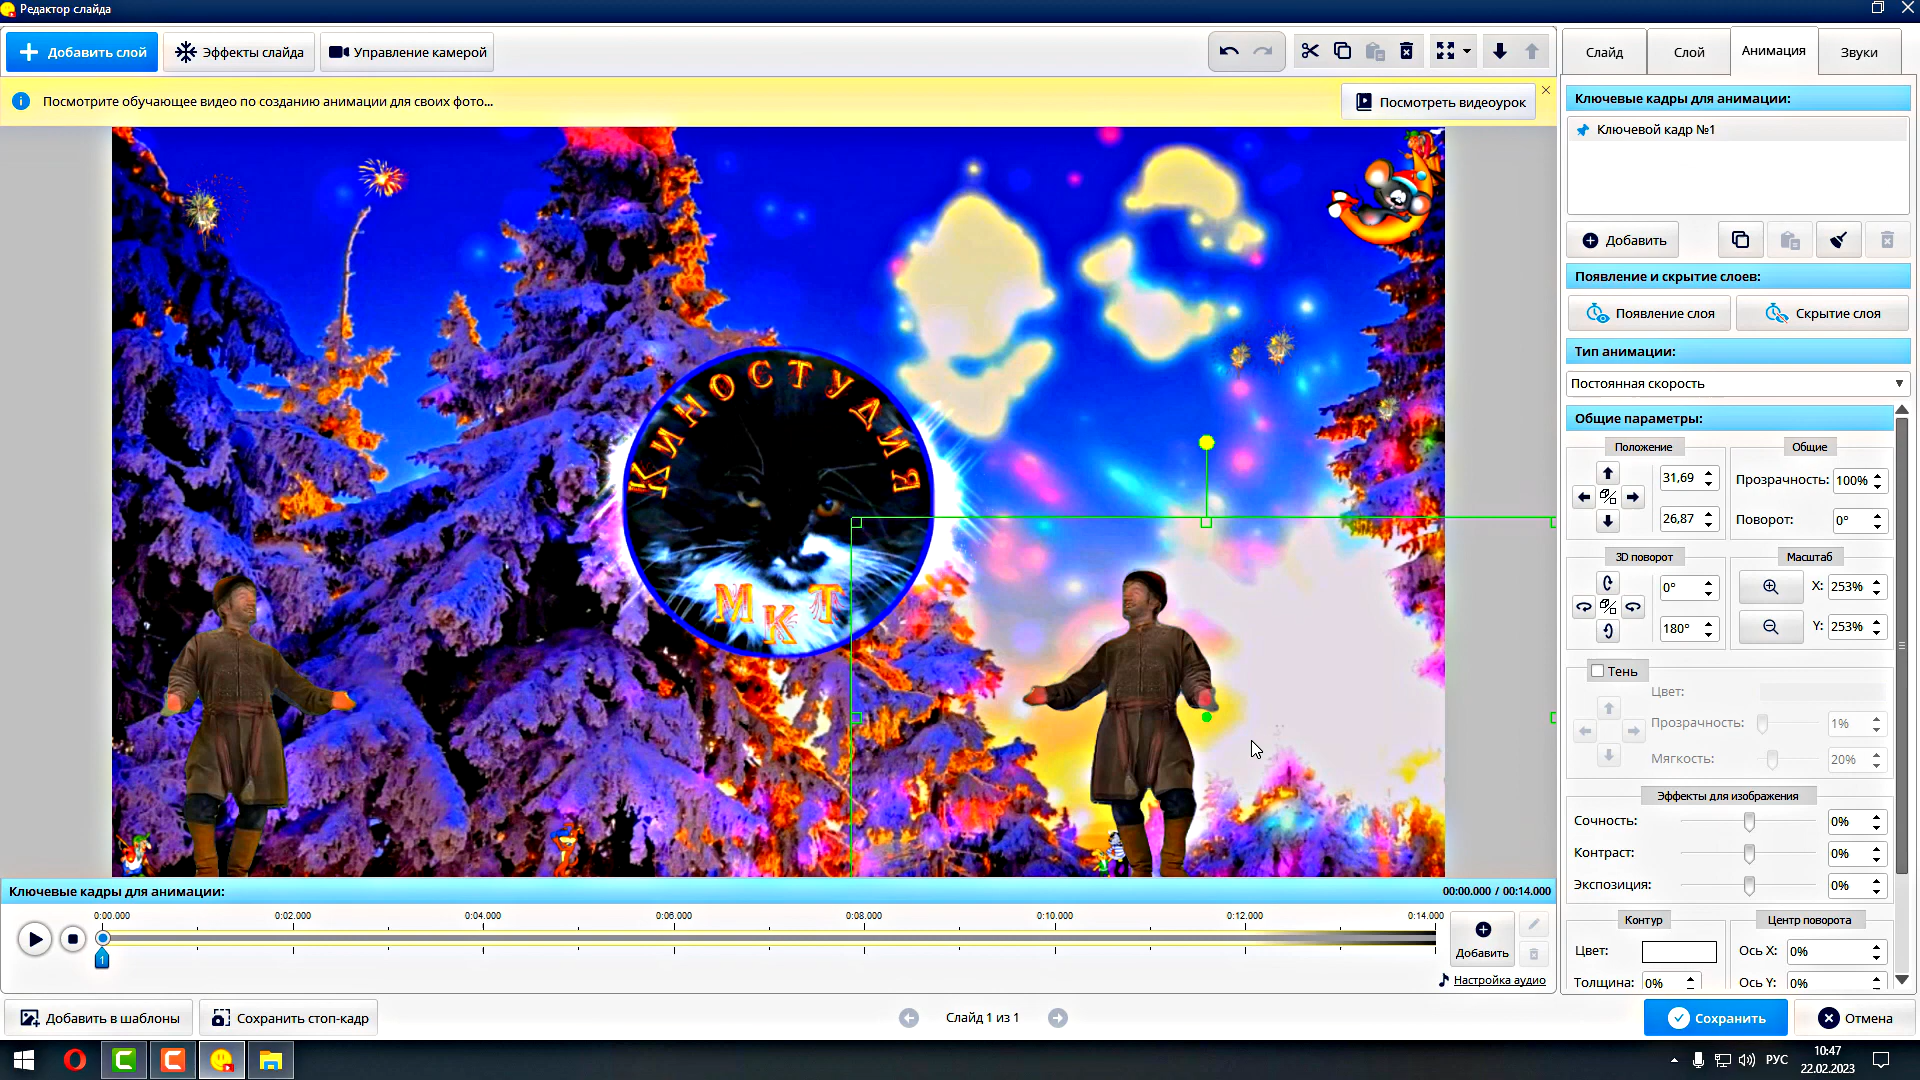 Редактор слайда
Добавить слой
Эффекты слайда
Управление камерой
Слайд
Слой
Анимация
Звуки
Посмотрите обучающее видео по созданию анимации для своих фото...
Посмотреть видеоурок
Ключевые кадры для анимации:
Ключевой кадр №1
Добавить
Появление и скрытие слоев:
Появление слоя
Скрытие слоя
Тип анимации:
Постоянная скорость
Общие параметры:
Положение
Общие
31,69
Прозрачность: 100%
26,87
Поворот: 0°
3D поворот
Масштаб
0°
X: 253%
180°
Y: 253%
Тень
Цвет:
Прозрачность: 1%
Мягкость: 20%
Эффекты для изображения
Сочность: 0%
Контраст: 0%
Экспозиция: 0%
Контур
Центр поворота
Цвет:
Ось X: 0%
Толщина: 0%
Ось Y: 0%
КИНОСТУДИЯ
МКТ
Ключевые кадры для анимации:
00:00.000 / 00:14.000
0:00.000 0:02.000 0:04.000 0:06.000 0:08.000 0:10.000 0:12.000 0:14.000
1
Добавить
Настройка аудио
Добавить в шаблоны
Сохранить стоп-кадр
Слайд 1 из 1
Сохранить
Отмена
C
C
РУС
10:47
22.02.2023